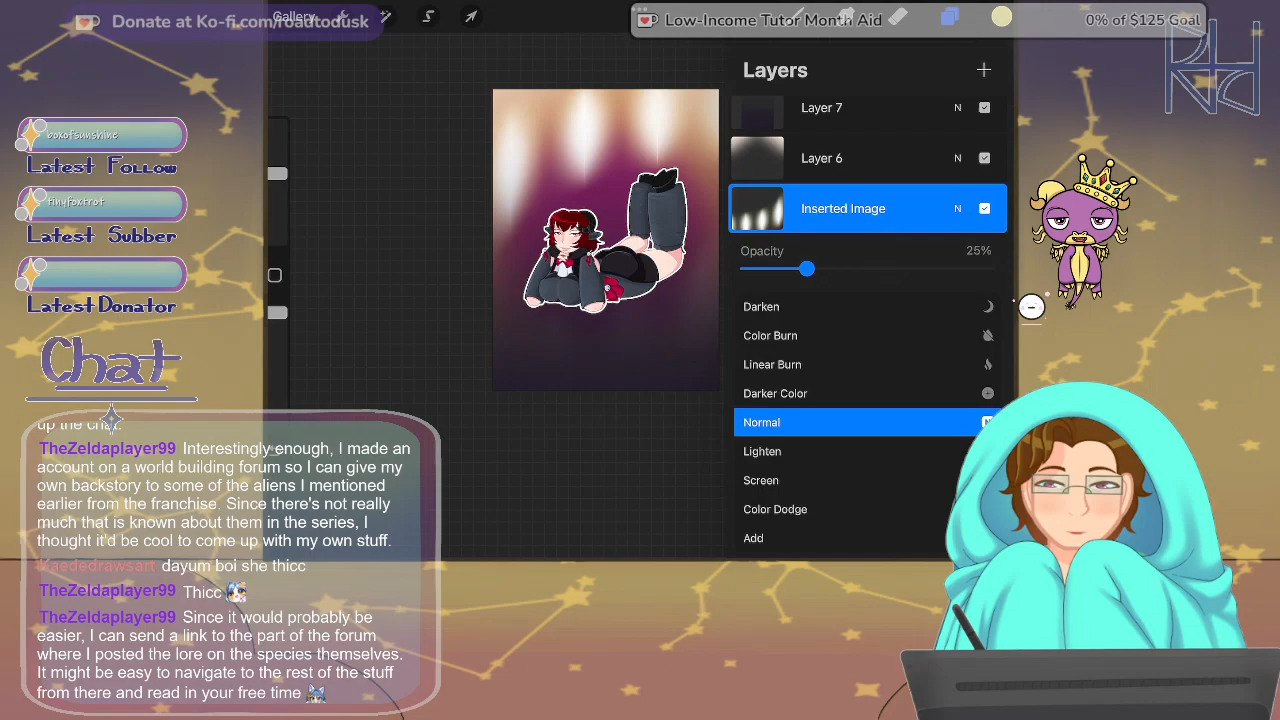 Donate at Ko-fi.com/roadtodusk
Gallery
Low-Income Tutor Month Aid
0% of $125 Goal
boxofsunshine
Latest Follow
tinyfoxtrot
Latest Subber
Latest Donator
Chat
up the chat.
TheZeldaplayer99 Interestingly enough, I made an
account on a world building forum so I can give my
own backstory to some of the aliens I mentioned
earlier from the franchise. Since there's not really
much that is known about them in the series, I
thought it'd be cool to come up with my own stuff.
Kaededrawsart dayum boi she thicc
TheZeldaplayer99 Thicc
TheZeldaplayer99 Since it would probably be
easier, I can send a link to the part of the forum
where I posted the lore on the species themselves.
It might be easy to navigate to the rest of the stuff
from there and read in your free time
Layers
Layer 7 N
Layer 6 N
Inserted Image N
Opacity 25%
Darken
Color Burn
Linear Burn
Darker Color
Normal
Lighten
Screen
Color Dodge
Add